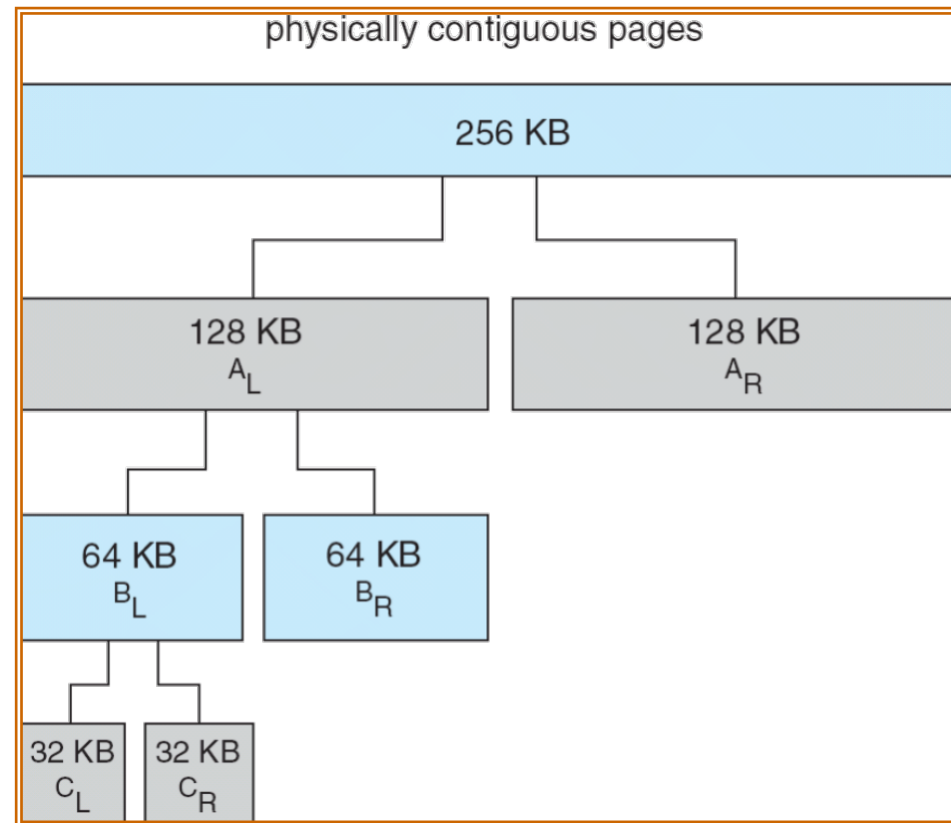 physically contiguous pages
256 KB
128 KB
A_L
128 KB
A_R
64 KB
B_L
64 KB
B_R
32 KB
C_L
32 KB
C_R